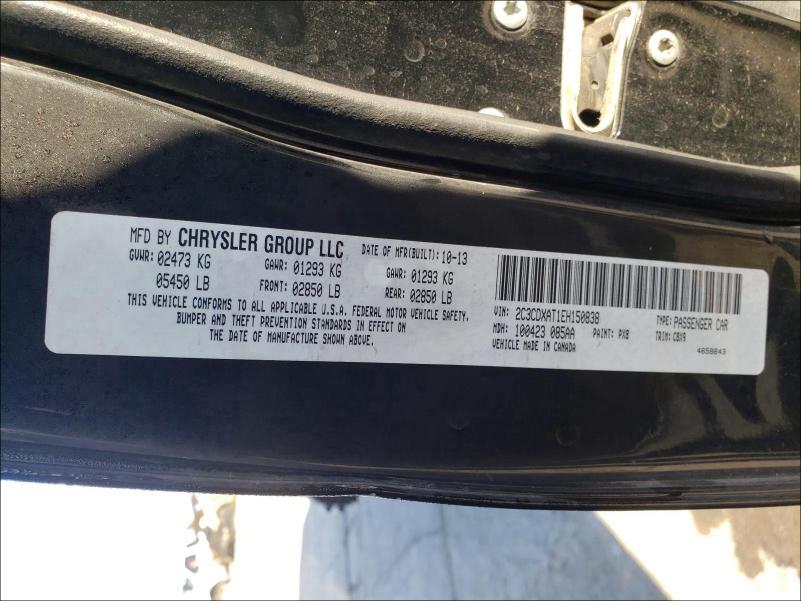 MFD BY CHRYSLER GROUP LLC DATE OF MFR(BUILT): 10-13
GVWR: 02473 KG GAWR: 01293 KG GAWR: 01293 KG
05450 LB FRONT: 02850 LB REAR: 02850 LB
THIS VEHICLE CONFORMS TO ALL APPLICABLE U.S.A. FEDERAL MOTOR VEHICLE SAFETY,
BUMPER AND THEFT PREVENTION STANDARDS IN EFFECT ON
THE DATE OF MANUFACTURE SHOWN ABOVE.
VIN: 2C3CDXAT1EH150838 TYPE: PASSENGER CAR
MDH: 100423 085AA PAINT: PX8 TRIM: C8X9
VEHICLE MADE IN CANADA 4658843